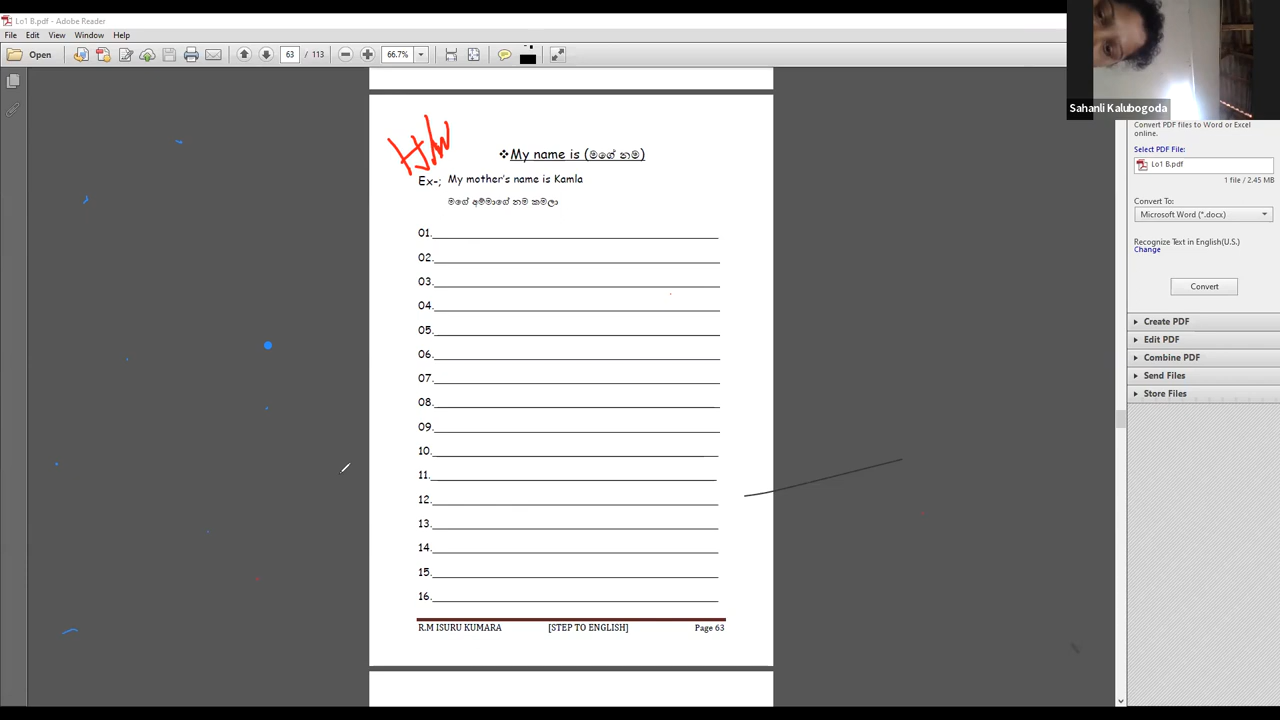 Lo1 B.pdf - Adobe Reader
File Edit View Window Help
Open 63 / 113 66.7%
Sahanli Kalubogoda
Convert PDF files to Word or Excel
online.
Select PDF File:
Lo1 B.pdf
1 file / 2.45 MB
Convert To:
Microsoft Word (*.docx)
Recognize Text in English(U.S.)
Change
Convert
Create PDF
Edit PDF
Combine PDF
Send Files
Store Files
H/W
❖My name is (මගේ නම)
Ex-; My mother's name is Kamla
මගේ අම්මාගේ නම කමලා
01.
02.
03.
04.
05.
06.
07.
08.
09.
10.
11.
12.
13.
14.
15.
16.
R.M ISURU KUMARA [STEP TO ENGLISH] Page 63